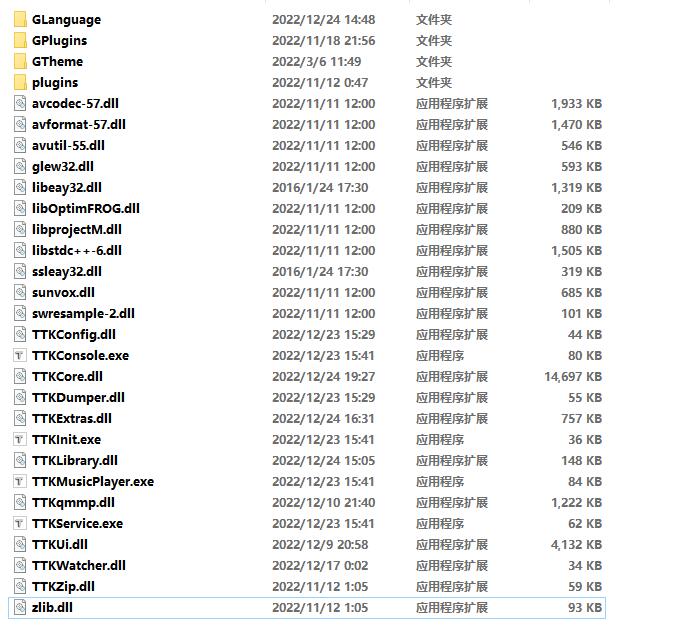 GLanguage 2022/12/24 14:48 文件夹
GPlugins 2022/11/18 21:56 文件夹
GTheme 2022/3/6 11:49 文件夹
plugins 2022/11/12 0:47 文件夹
avcodec-57.dll 2022/11/11 12:00 应用程序扩展 1,933 KB
avformat-57.dll 2022/11/11 12:00 应用程序扩展 1,470 KB
avutil-55.dll 2022/11/11 12:00 应用程序扩展 546 KB
glew32.dll 2022/11/11 12:00 应用程序扩展 593 KB
libeay32.dll 2016/1/24 17:30 应用程序扩展 1,319 KB
libOptimFROG.dll 2022/11/11 12:00 应用程序扩展 209 KB
libprojectM.dll 2022/11/11 12:00 应用程序扩展 880 KB
libstdc++-6.dll 2022/11/11 12:00 应用程序扩展 1,505 KB
ssleay32.dll 2016/1/24 17:30 应用程序扩展 319 KB
sunvox.dll 2022/11/11 12:00 应用程序扩展 685 KB
swresample-2.dll 2022/11/11 12:00 应用程序扩展 101 KB
TTKConfig.dll 2022/12/23 15:29 应用程序扩展 44 KB
TTKConsole.exe 2022/12/23 15:41 应用程序 80 KB
TTKCore.dll 2022/12/24 19:27 应用程序扩展 14,697 KB
TTKDumper.dll 2022/12/23 15:29 应用程序扩展 55 KB
TTKExtras.dll 2022/12/24 16:31 应用程序扩展 757 KB
TTKInit.exe 2022/12/23 15:41 应用程序 36 KB
TTKLibrary.dll 2022/12/24 15:05 应用程序扩展 148 KB
TTKMusicPlayer.exe 2022/12/23 15:41 应用程序 84 KB
TTKqmmp.dll 2022/12/10 21:40 应用程序扩展 1,222 KB
TTKService.exe 2022/12/23 15:41 应用程序 62 KB
TTKUi.dll 2022/12/9 20:58 应用程序扩展 4,132 KB
TTKWatcher.dll 2022/12/17 0:02 应用程序扩展 34 KB
TTKZip.dll 2022/11/12 1:05 应用程序扩展 59 KB
zlib.dll 2022/11/12 1:05 应用程序扩展 93 KB